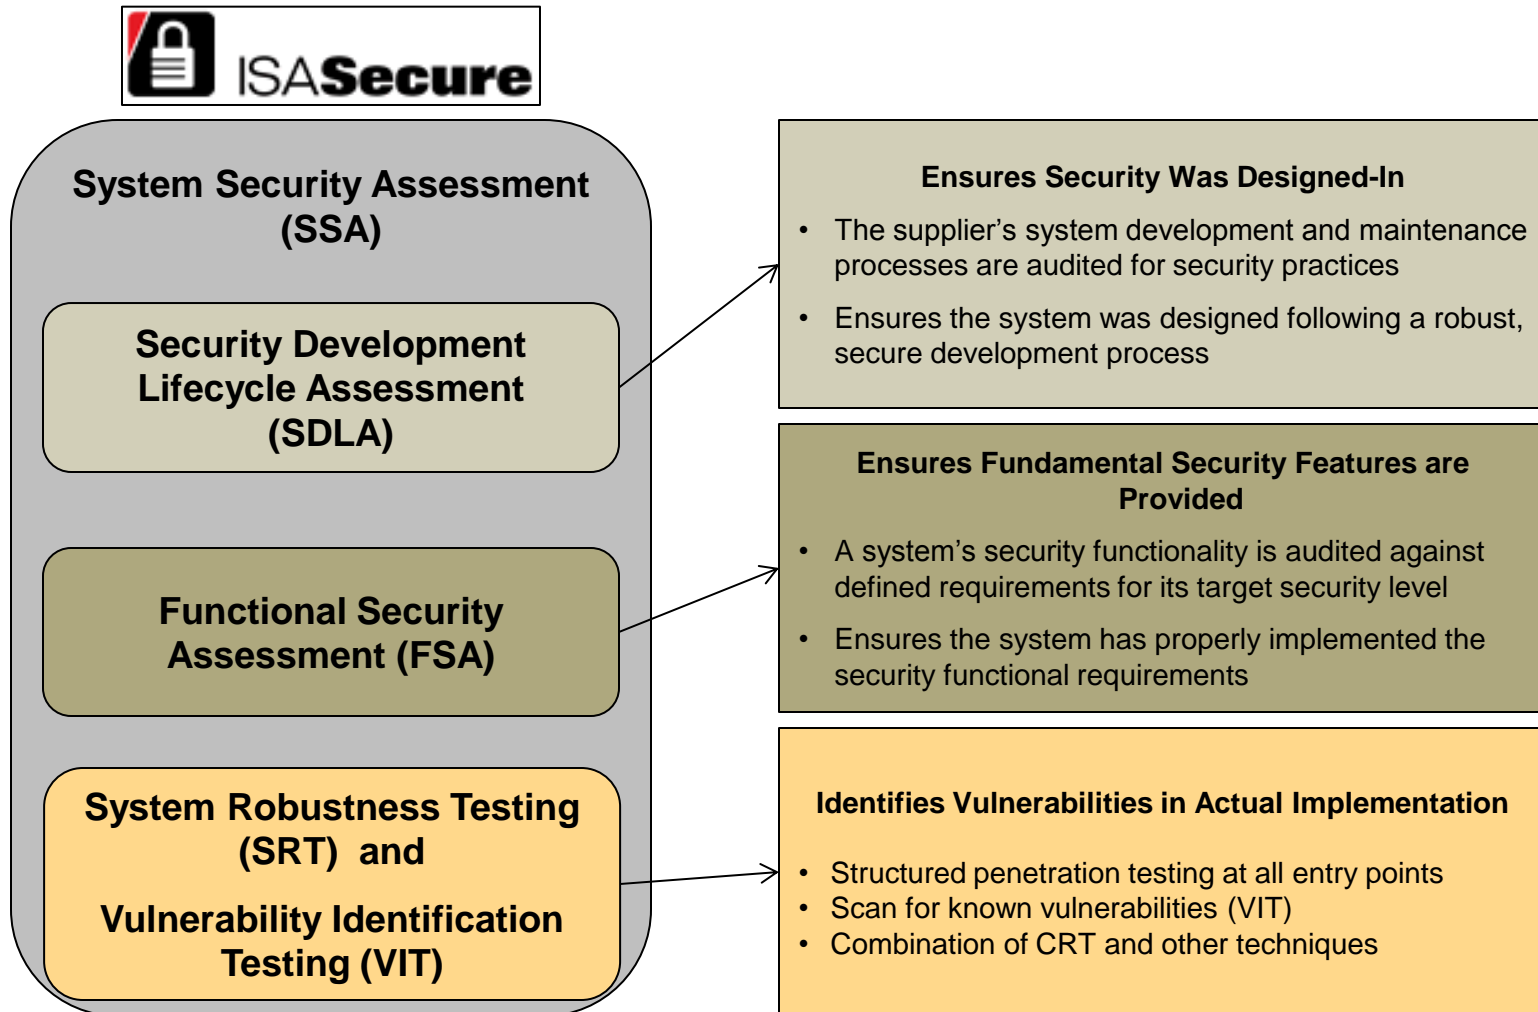 ISASecure
System Security Assessment
(SSA)
Security Development
Lifecycle Assessment
(SDLA)
Functional Security
Assessment (FSA)
System Robustness Testing
(SRT) and
Vulnerability Identification
Testing (VIT)
Ensures Security Was Designed-In
• The supplier’s system development and maintenance
processes are audited for security practices
• Ensures the system was designed following a robust,
secure development process
Ensures Fundamental Security Features are
Provided
• A system’s security functionality is audited against
defined requirements for its target security level
• Ensures the system has properly implemented the
security functional requirements
Identifies Vulnerabilities in Actual Implementation
• Structured penetration testing at all entry points
• Scan for known vulnerabilities (VIT)
• Combination of CRT and other techniques